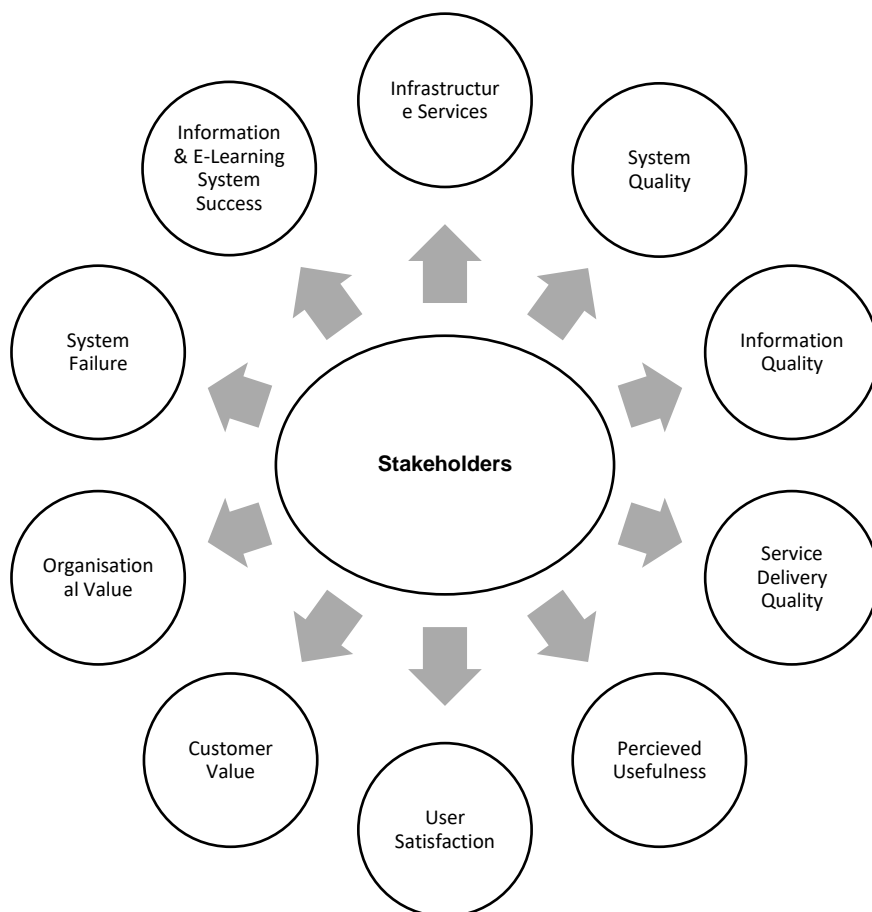 Infrastructur
e Services
System
Quality
Information
Quality
Service
Delivery
Quality
Percieved
Usefulness
User
Satisfaction
Customer
Value
Organisation
al Value
System
Failure
Information
& E-Learning
System
Success
Stakeholders